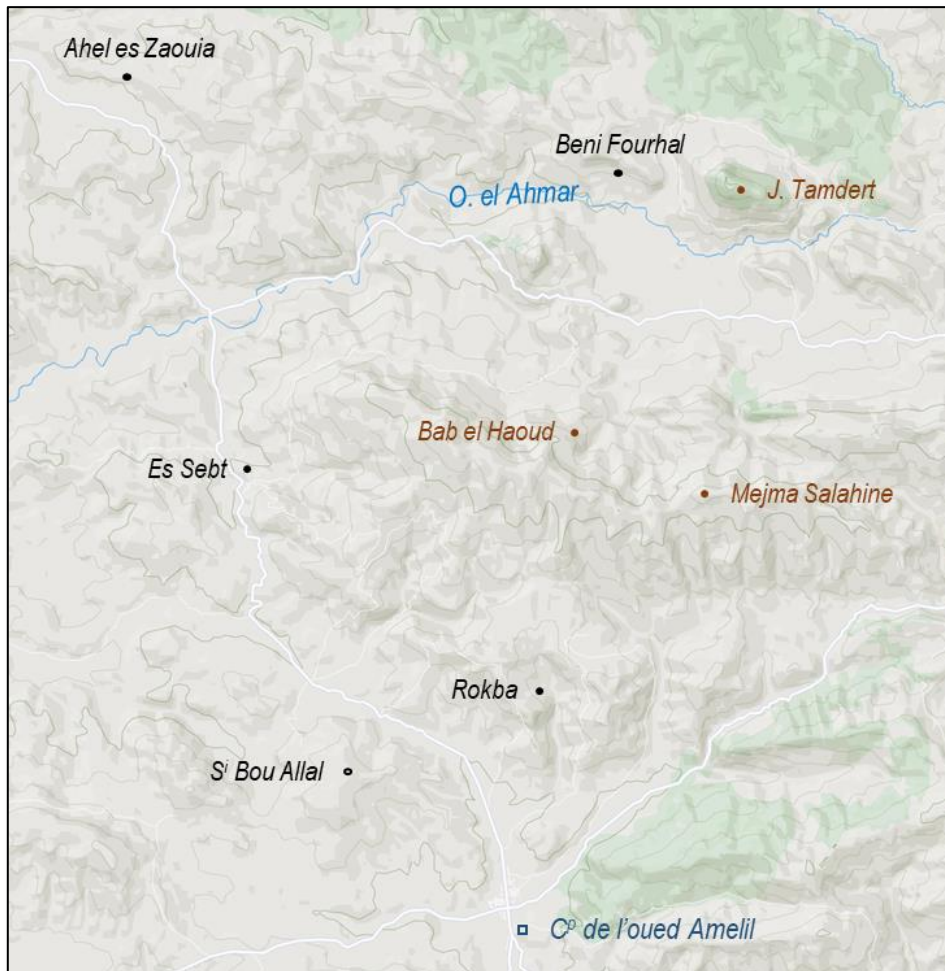 Ahel es Zaouia
Beni Fourhal
J. Tamdert
O. el Ahmar
Bab el Haoud
Es Sebt
Mejma Salahine
Rokba
Sⁱ Bou Allal
Cᵖ de l'oued Amelil